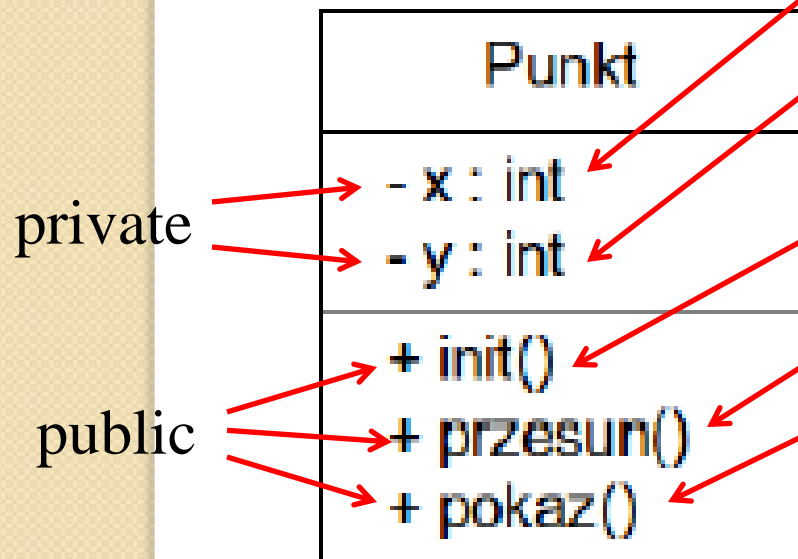 Punkt
- x : int
private
- y : int
+ init()
public
+ przesun()
+ pokaz()